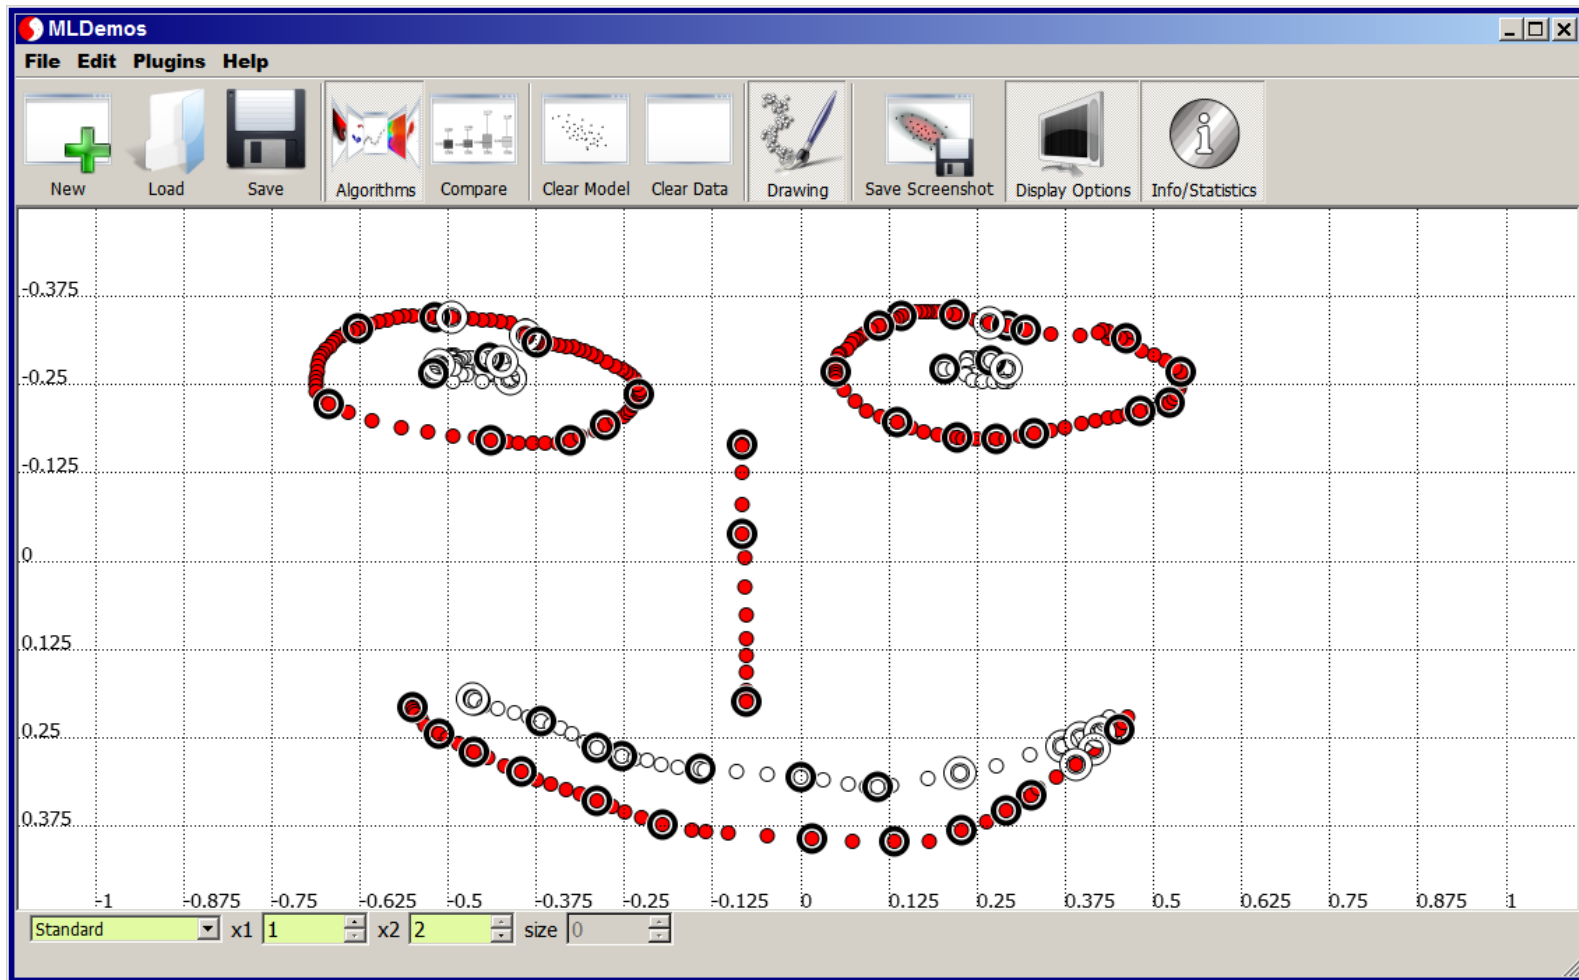 MLDemos
File Edit Plugins Help
New Load Save Algorithms Compare Clear Model Clear Data Drawing Save Screenshot Display Options Info/Statistics
-0.375
-0.25
-0.125
0
0.125
0.25
0.375
-1 -0.875 -0.75 -0.625 -0.5 -0.375 -0.25 -0.125 0 0.125 0.25 0.375 0.5 0.625 0.75 0.875 1
Standard x1 1 x2 2 size 0